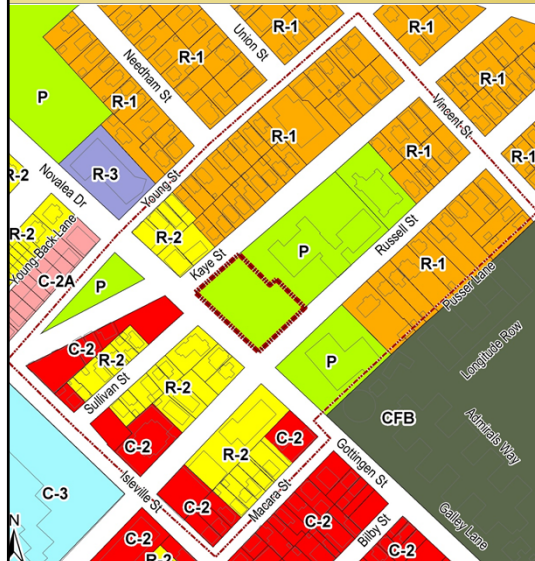 R-1
Union St
R-1
R-1
Needham St
P
R-1
R-1
Vincent St
R-1
R-1
R-1
R-2
R-3
Novalea Dr
Young St
R-2
R-2
Young Back Lane
Kaye St
P
Russell St
R-1
C-2A
P
Pusser Lane
Longitude Row
C-2
R-2
R-2
P
Sullivan St
CFB
Admirals Way
C-2
R-2
C-2
Gottingen St
C-3
Isleville St
C-2
Macara St
C-2
Galley Lane
Bilby St
N
C-2
R-2
C-2